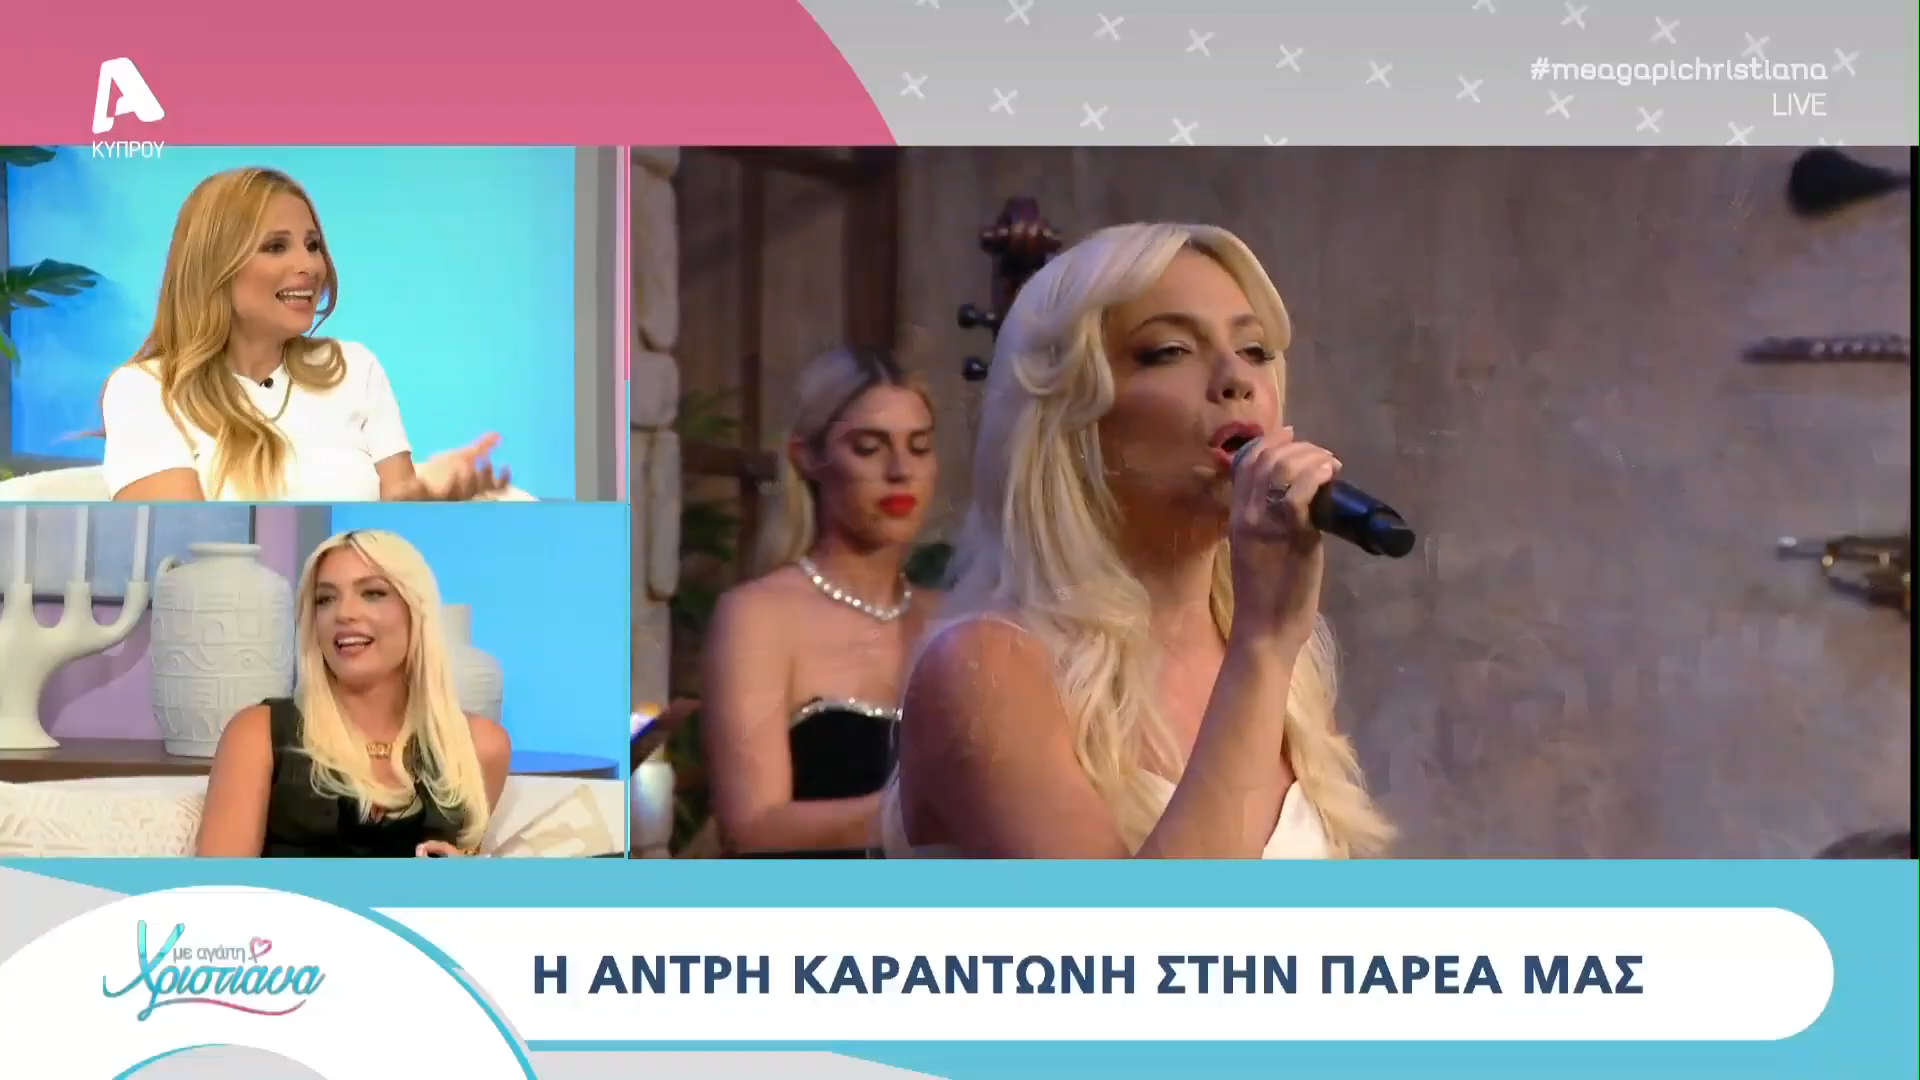 #meagapichristiana
LIVE
ΚΥΠΡΟΥ
με αγάπη
Χριστιάνα
Η ΑΝΤΡΗ ΚΑΡΑΝΤΩΝΗ ΣΤΗΝ ΠΑΡΕΑ ΜΑΣ